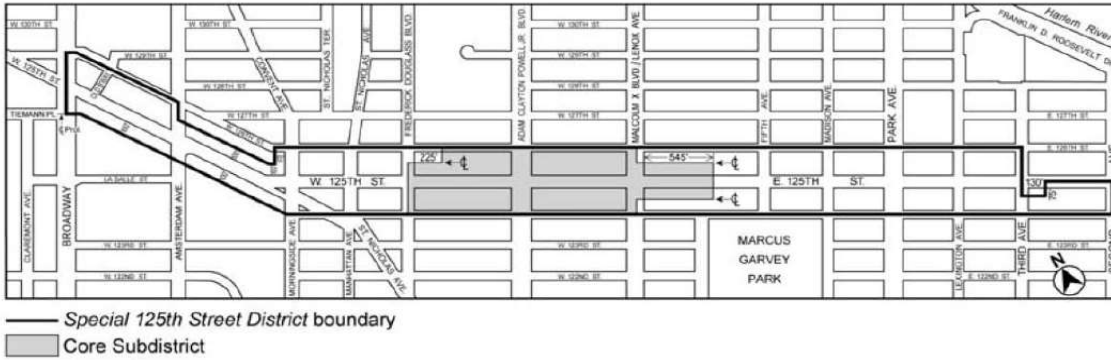 W. 130TH ST.
W. 130TH ST.
W. 130TH ST.
W. 130TH ST.
Harlem River
FRANKLIN D. ROOSEVELT
W. 129TH ST.
W. 129TH ST.
W. 129TH ST.
W. 125TH ST.
CONVENT AVE.
ST. NICHOLAS TER.
ST. NICHOLAS AVE
FREDERICK DOUGLASS BLVD.
ADAM CLAYTON POWELL JR. BLVD.
MALCOLM X BLVD / LENOX AVE.
W. 128TH ST.
W. 128TH ST.
W. 128TH ST.
FIFTH AVE.
MADISON AVE.
PARK AVE.
TIEMANN PL.
W. 127TH ST.
W. 127TH ST.
W. 127TH ST.
E. 127TH ST.
W. 126TH ST.
E. 126TH ST.
225'
545'
LA SALLE ST.
W. 125TH ST.
E. 125TH ST.
130'
75'
CLAREMONT AVE.
BROADWAY
AMSTERDAM AVE.
MORNINGSIDE AVE.
MANHATTAN AVE.
ST. NICHOLAS AVE.
W. 123RD ST.
W. 123RD ST.
W. 123RD ST.
MARCUS
GARVEY
PARK
LEXINGTON AVE.
THIRD AVE
E. 123RD ST.
N
W. 122ND ST.
W. 122ND ST.
W. 122ND ST.
E. 122ND ST.
Special 125th Street District boundary
Core Subdistrict